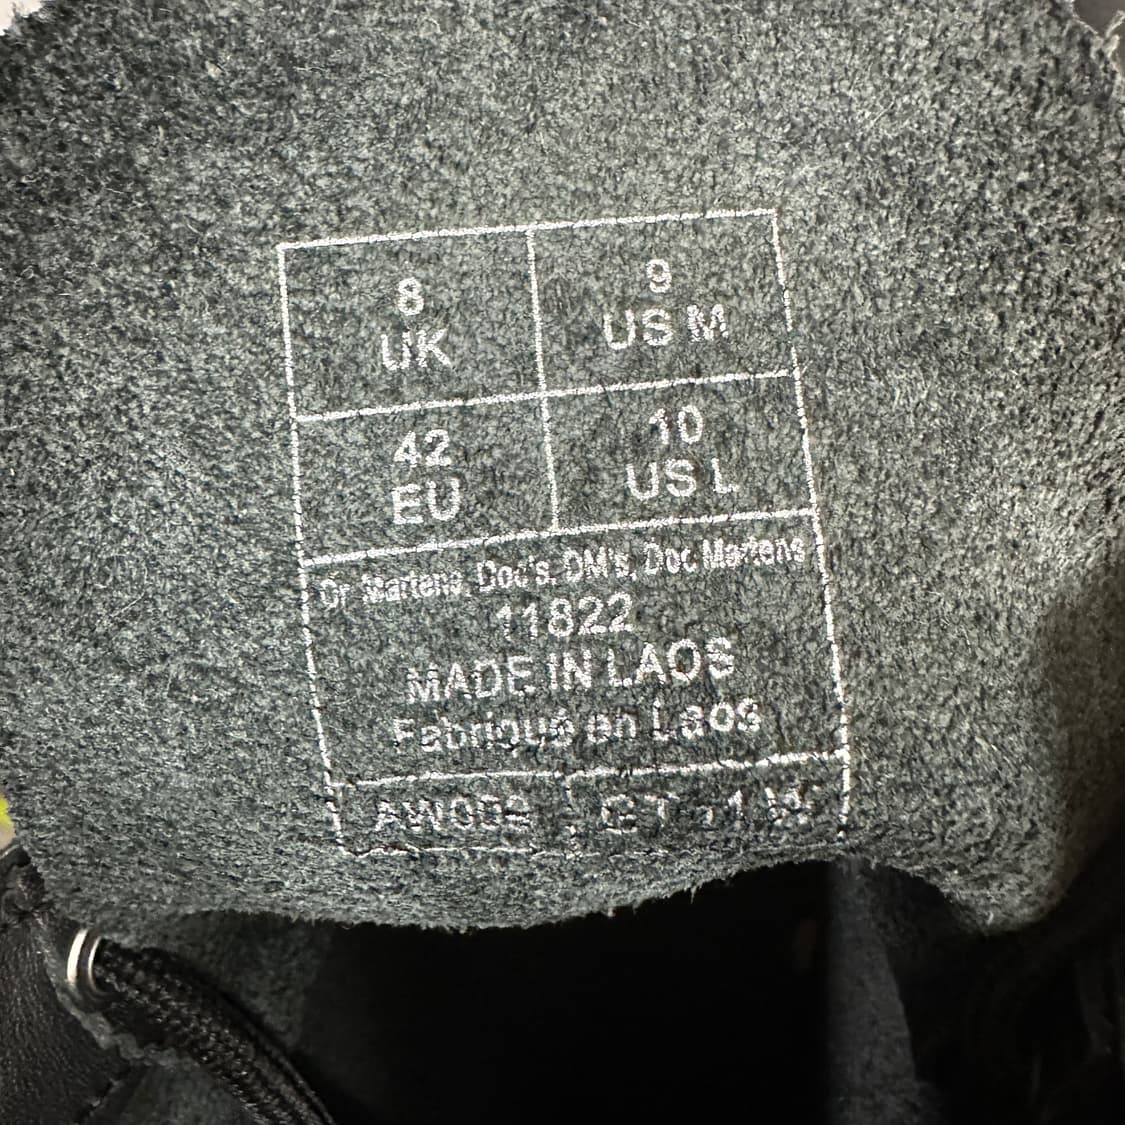 8
UK
9
US M
42
EU
10
US L
Dr Martens, Doc's, DM's, Doc Martens
11822
MADE IN LAOS
Fabriqué en Laos
AW006